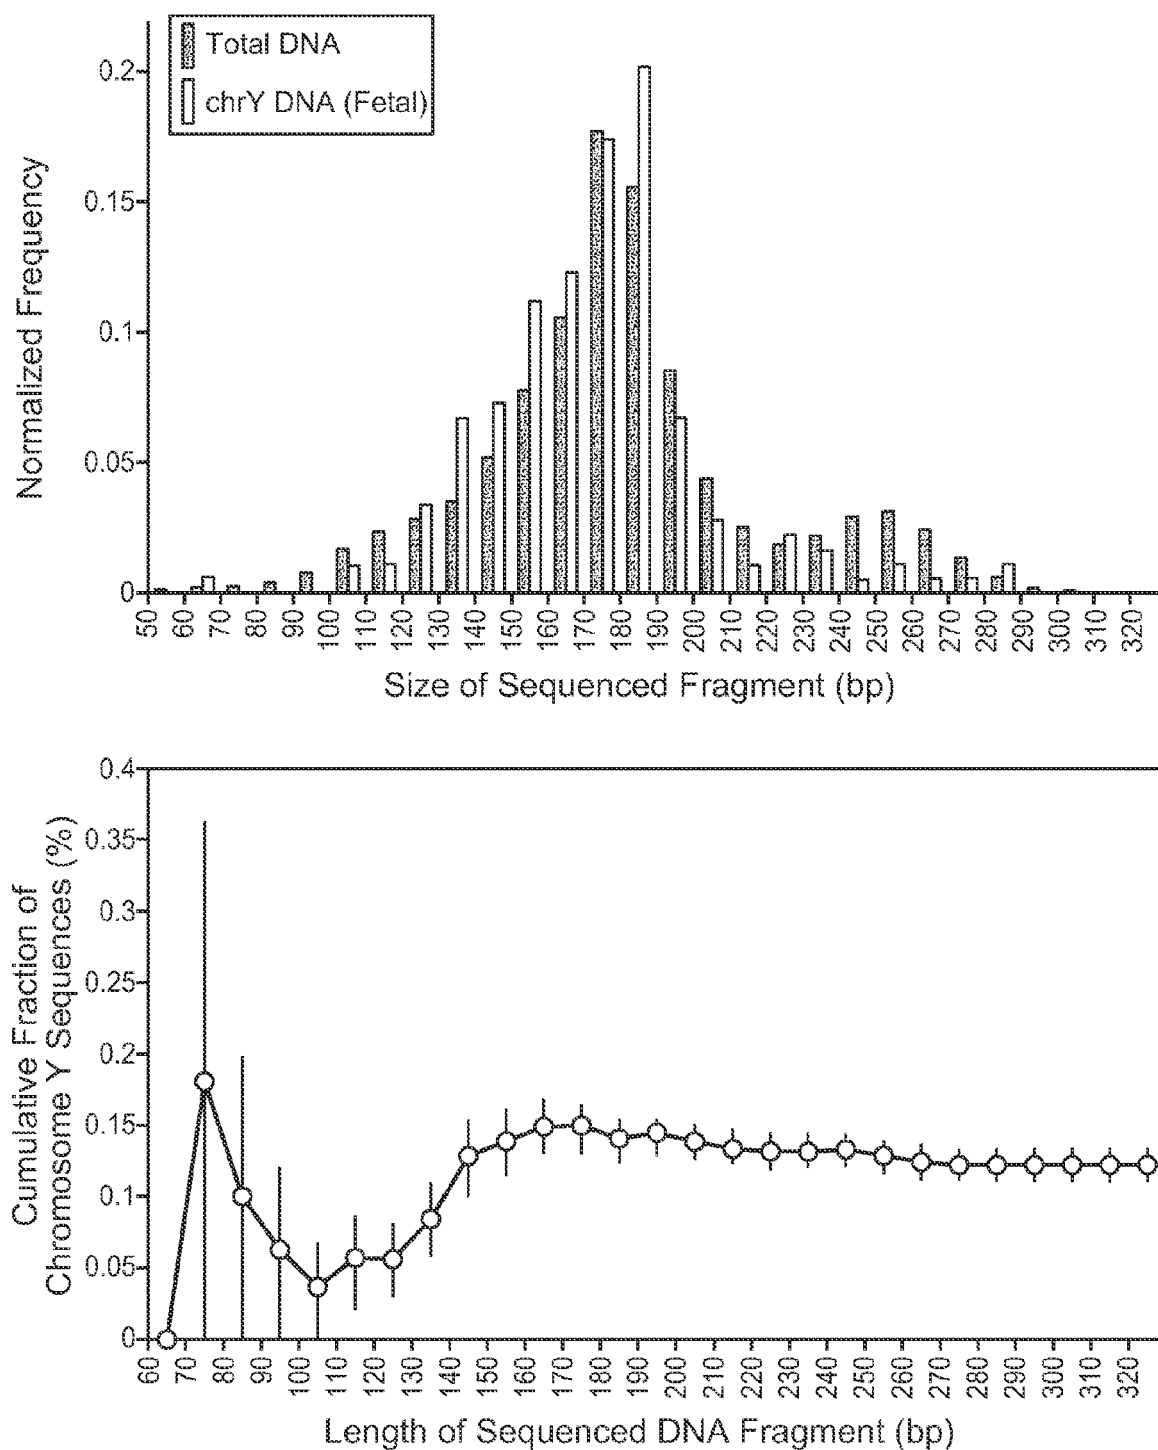 Total DNA
chrY DNA (Fetal)
Normalized Frequency
0.2
0.15
0.1
0.05
0
50 60 70 80 90 100 110 120 130 140 150 160 170 180 190 200 210 220 230 240 250 260 270 280 290 300 310 320
Size of Sequenced Fragment (bp)
Cumulative Fraction of
Chromosome Y Sequences (%)
0.4
0.35
0.3
0.25
0.2
0.15
0.1
0.05
0
60 70 80 90 100 110 120 130 140 150 160 170 180 190 200 210 220 230 240 250 260 270 280 290 300 310 320
Length of Sequenced DNA Fragment (bp)